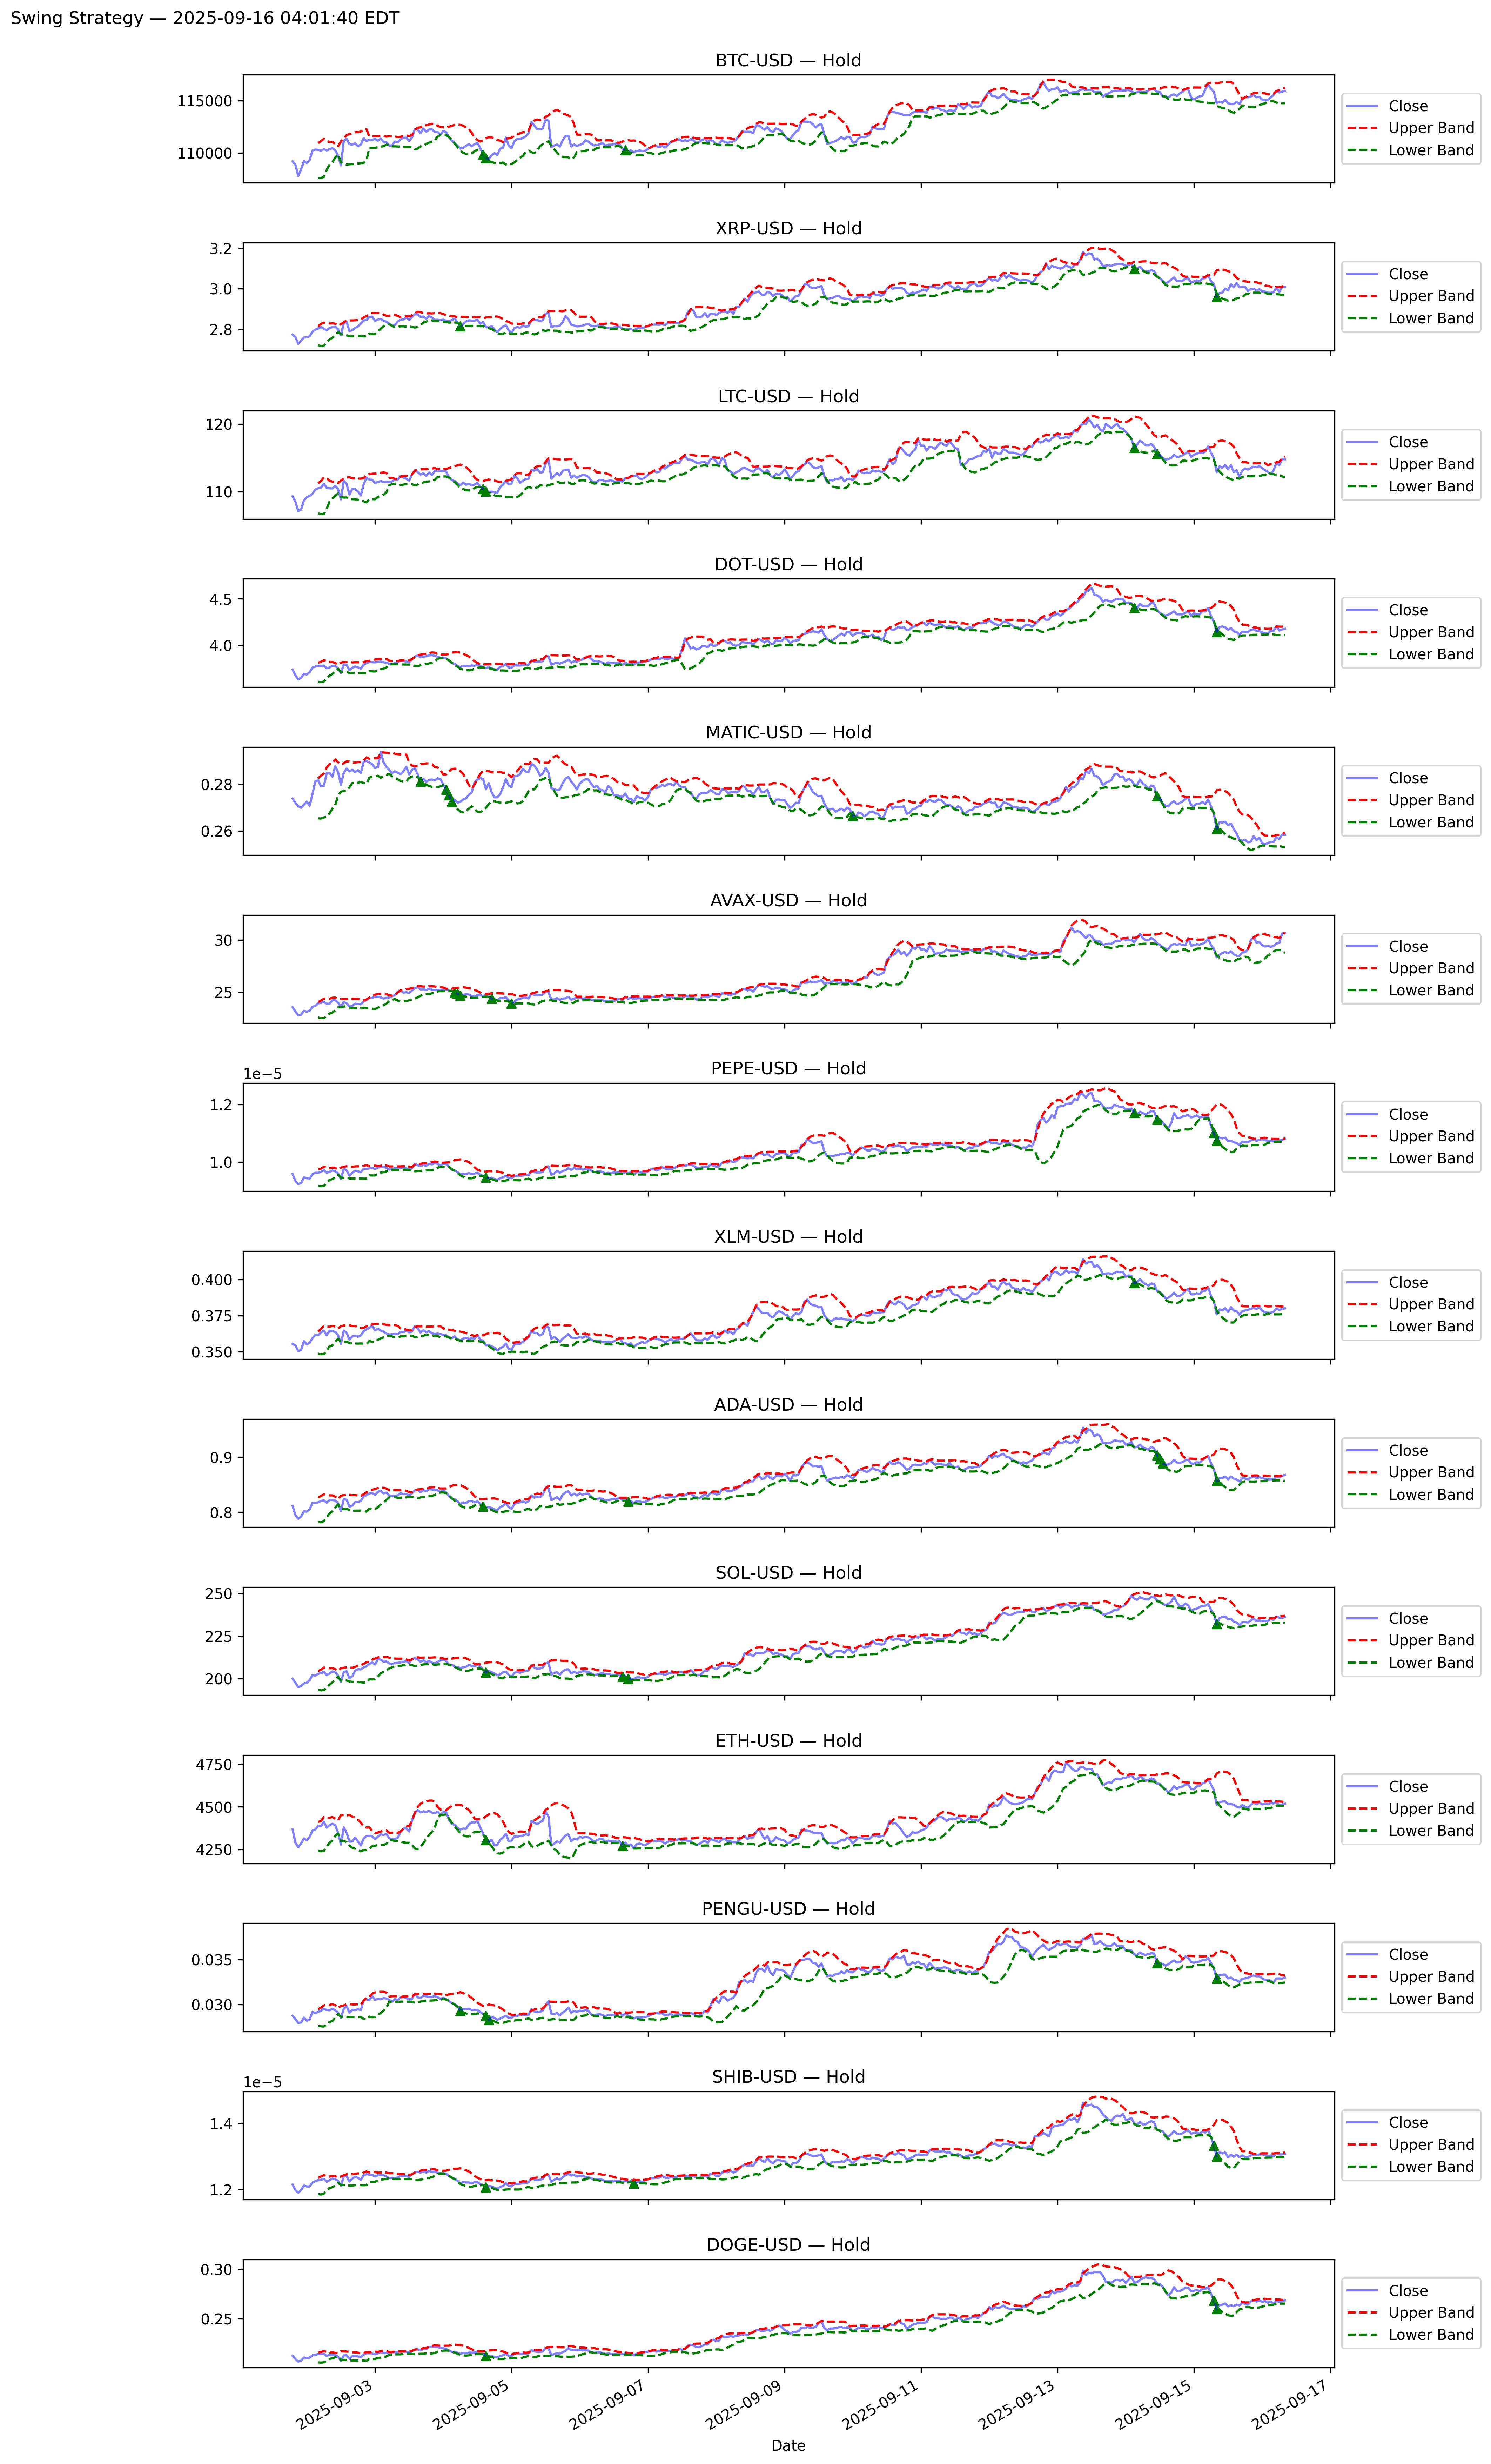 Swing Strategy — 2025-09-16 04:01:40 EDT
BTC-USD — Hold
115000
110000
Close
Upper Band
Lower Band
XRP-USD — Hold
3.2
3.0
2.8
Close
Upper Band
Lower Band
LTC-USD — Hold
120
110
Close
Upper Band
Lower Band
DOT-USD — Hold
4.5
4.0
Close
Upper Band
Lower Band
MATIC-USD — Hold
0.28
0.26
Close
Upper Band
Lower Band
AVAX-USD — Hold
30
25
Close
Upper Band
Lower Band
PEPE-USD — Hold
1e−5
1.2
1.0
Close
Upper Band
Lower Band
XLM-USD — Hold
0.400
0.375
0.350
Close
Upper Band
Lower Band
ADA-USD — Hold
0.9
0.8
Close
Upper Band
Lower Band
SOL-USD — Hold
250
225
200
Close
Upper Band
Lower Band
ETH-USD — Hold
4750
4500
4250
Close
Upper Band
Lower Band
PENGU-USD — Hold
0.035
0.030
Close
Upper Band
Lower Band
SHIB-USD — Hold
1e−5
1.4
1.2
Close
Upper Band
Lower Band
DOGE-USD — Hold
0.30
0.25
Close
Upper Band
Lower Band
2025-09-03
2025-09-05
2025-09-07
2025-09-09
2025-09-11
2025-09-13
2025-09-15
2025-09-17
Date